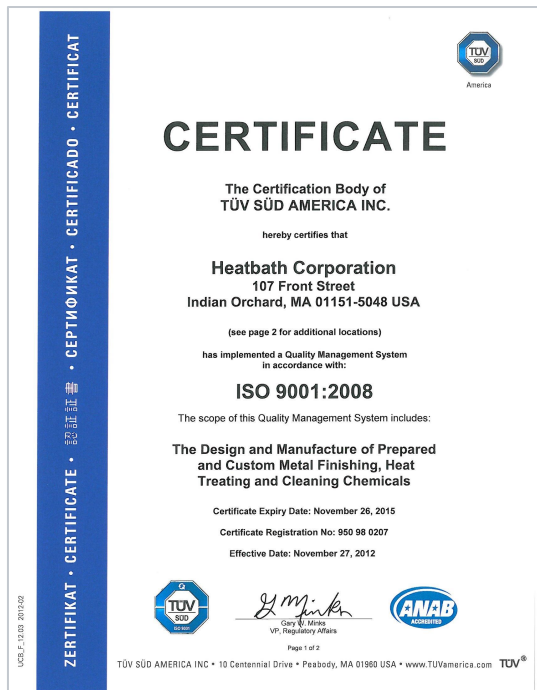 TÜV
SÜD
America
CERTIFICATE
The Certification Body of
TÜV SÜD AMERICA INC.
hereby certifies that
Heatbath Corporation
107 Front Street
Indian Orchard, MA 01151-5048 USA
(see page 2 for additional locations)
has implemented a Quality Management System
in accordance with:
ISO 9001:2008
The scope of this Quality Management System includes:
The Design and Manufacture of Prepared
and Custom Metal Finishing, Heat
Treating and Cleaning Chemicals
Certificate Expiry Date: November 26, 2015
Certificate Registration No: 950 98 0207
Effective Date: November 27, 2012
TÜV
SÜD
ISO 9001
G Minks
Gary W. Minks
VP, Regulatory Affairs
ANAB
ACCREDITED
Page 1 of 2
TÜV SÜD AMERICA INC • 10 Centennial Drive • Peabody, MA 01960 USA • www.TUVamerica.com TÜV®
ZERTIFIKAT • CERTIFICATE • 認証証書 • СЕРТИФИКАТ • CERTIFICADO • CERTIFICAT
UCB_F_12.03 2012-02